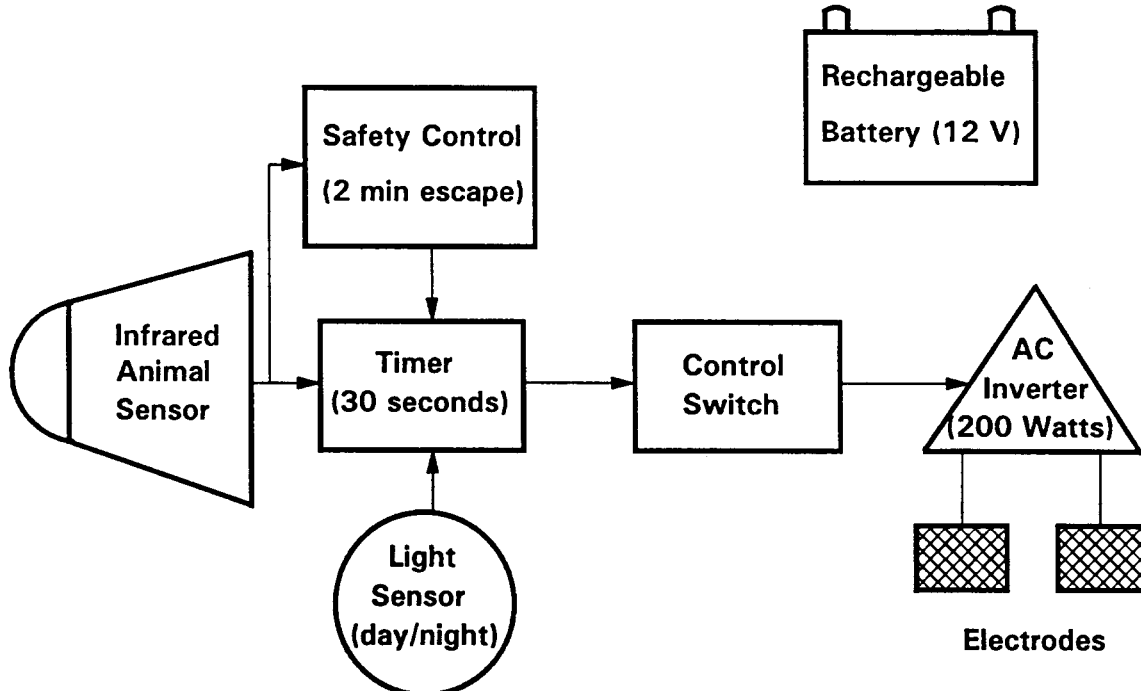 Rechargeable
Battery (12 V)
Safety Control
(2 min escape)
Infrared
Animal
Sensor
Timer
(30 seconds)
Control
Switch
AC
Inverter
(200 Watts)
Light
Sensor
(day/night)
Electrodes